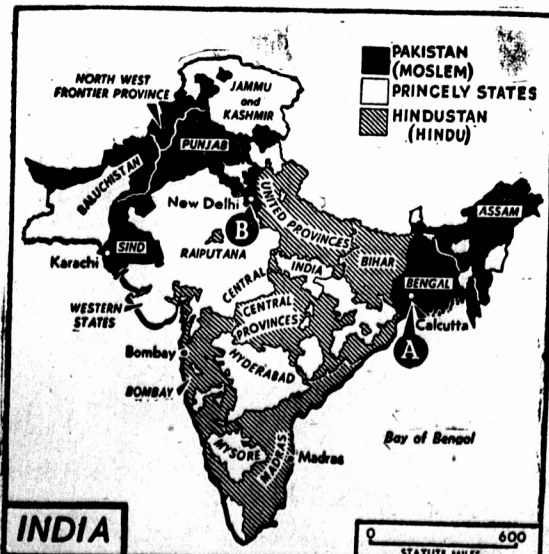 PAKISTAN
(MOSLEM)
PRINCELY STATES
HINDUSTAN
(HINDU)
NORTH WEST
FRONTIER PROVINCE
JAMMU
and
KASHMIR
PUNJAB
BALUCHISTAN
New Delhi
B
UNITED PROVINCES
ASSAM
SIND
Karachi
RAIPUTANA
BIHAR
CENTRAL
INDIA
BENGAL
WESTERN
STATES
CENTRAL
PROVINCES
Calcutta
A
Bombay
HYDERABAD
BOMBAY
Bay of Bengol
MYSORE
MADRAS
Madras
INDIA
0 600
STATUTE MILES